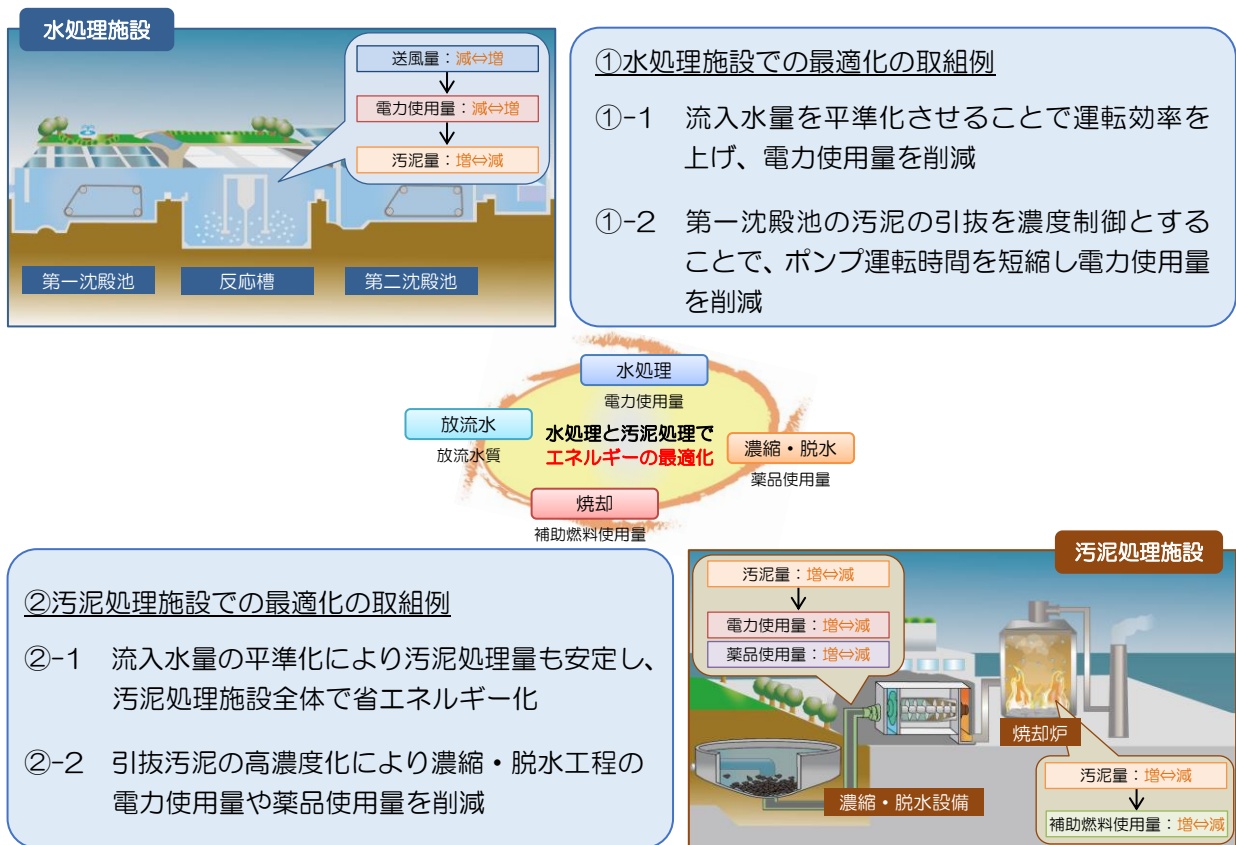 水処理施設
送風量：減⇔増
電力使用量：減⇔増
汚泥量：増⇔減
第一沈殿池
反応槽
第二沈殿池
①水処理施設での最適化の取組例
①-1　流入水量を平準化させることで運転効率を
上げ、電力使用量を削減
①-2　第一沈殿池の汚泥の引抜を濃度制御とする
ことで、ポンプ運転時間を短縮し電力使用量
を削減
水処理
電力使用量
放流水
放流水質
水処理と汚泥処理で
エネルギーの最適化
濃縮・脱水
薬品使用量
焼却
補助燃料使用量
②汚泥処理施設での最適化の取組例
②-1　流入水量の平準化により汚泥処理量も安定し、
汚泥処理施設全体で省エネルギー化
②-2　引抜汚泥の高濃度化により濃縮・脱水工程の
電力使用量や薬品使用量を削減
汚泥処理施設
汚泥量：増⇔減
電力使用量：増⇔減
薬品使用量：増⇔減
焼却炉
濃縮・脱水設備
汚泥量：増⇔減
補助燃料使用量：増⇔減